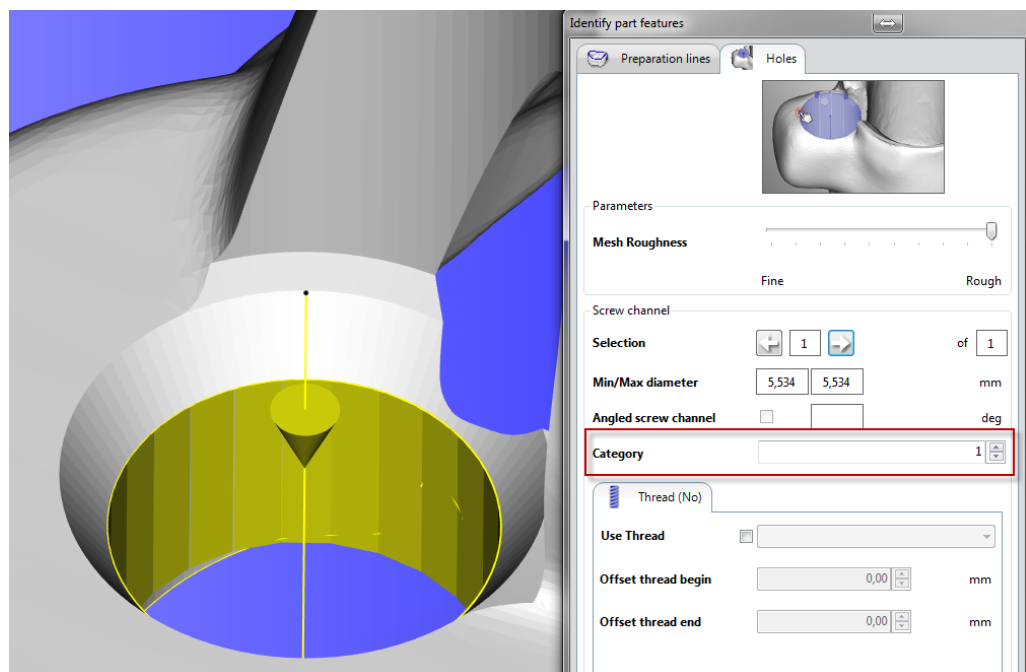 Identify part features
Preparation lines
Holes
Parameters
Mesh Roughness
Fine Rough
Screw channel
Selection 1 of 1
Min/Max diameter 5,534 5,534 mm
Angled screw channel deg
Category 1
Thread (No)
Use Thread
Offset thread begin 0,00 mm
Offset thread end 0,00 mm